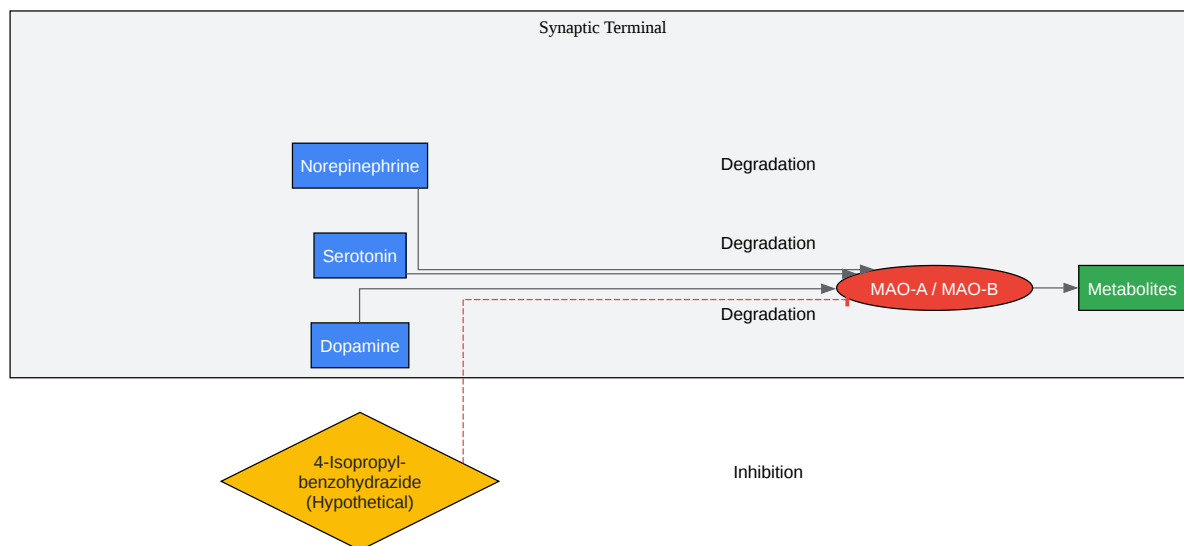 Synaptic Terminal
Norepinephrine
Degradation
Degradation
Serotonin
MAO-A / MAO-B
Metabolites
Degradation
Dopamine
4-Isopropyl-
benzohydrazide
(Hypothetical)
Inhibition